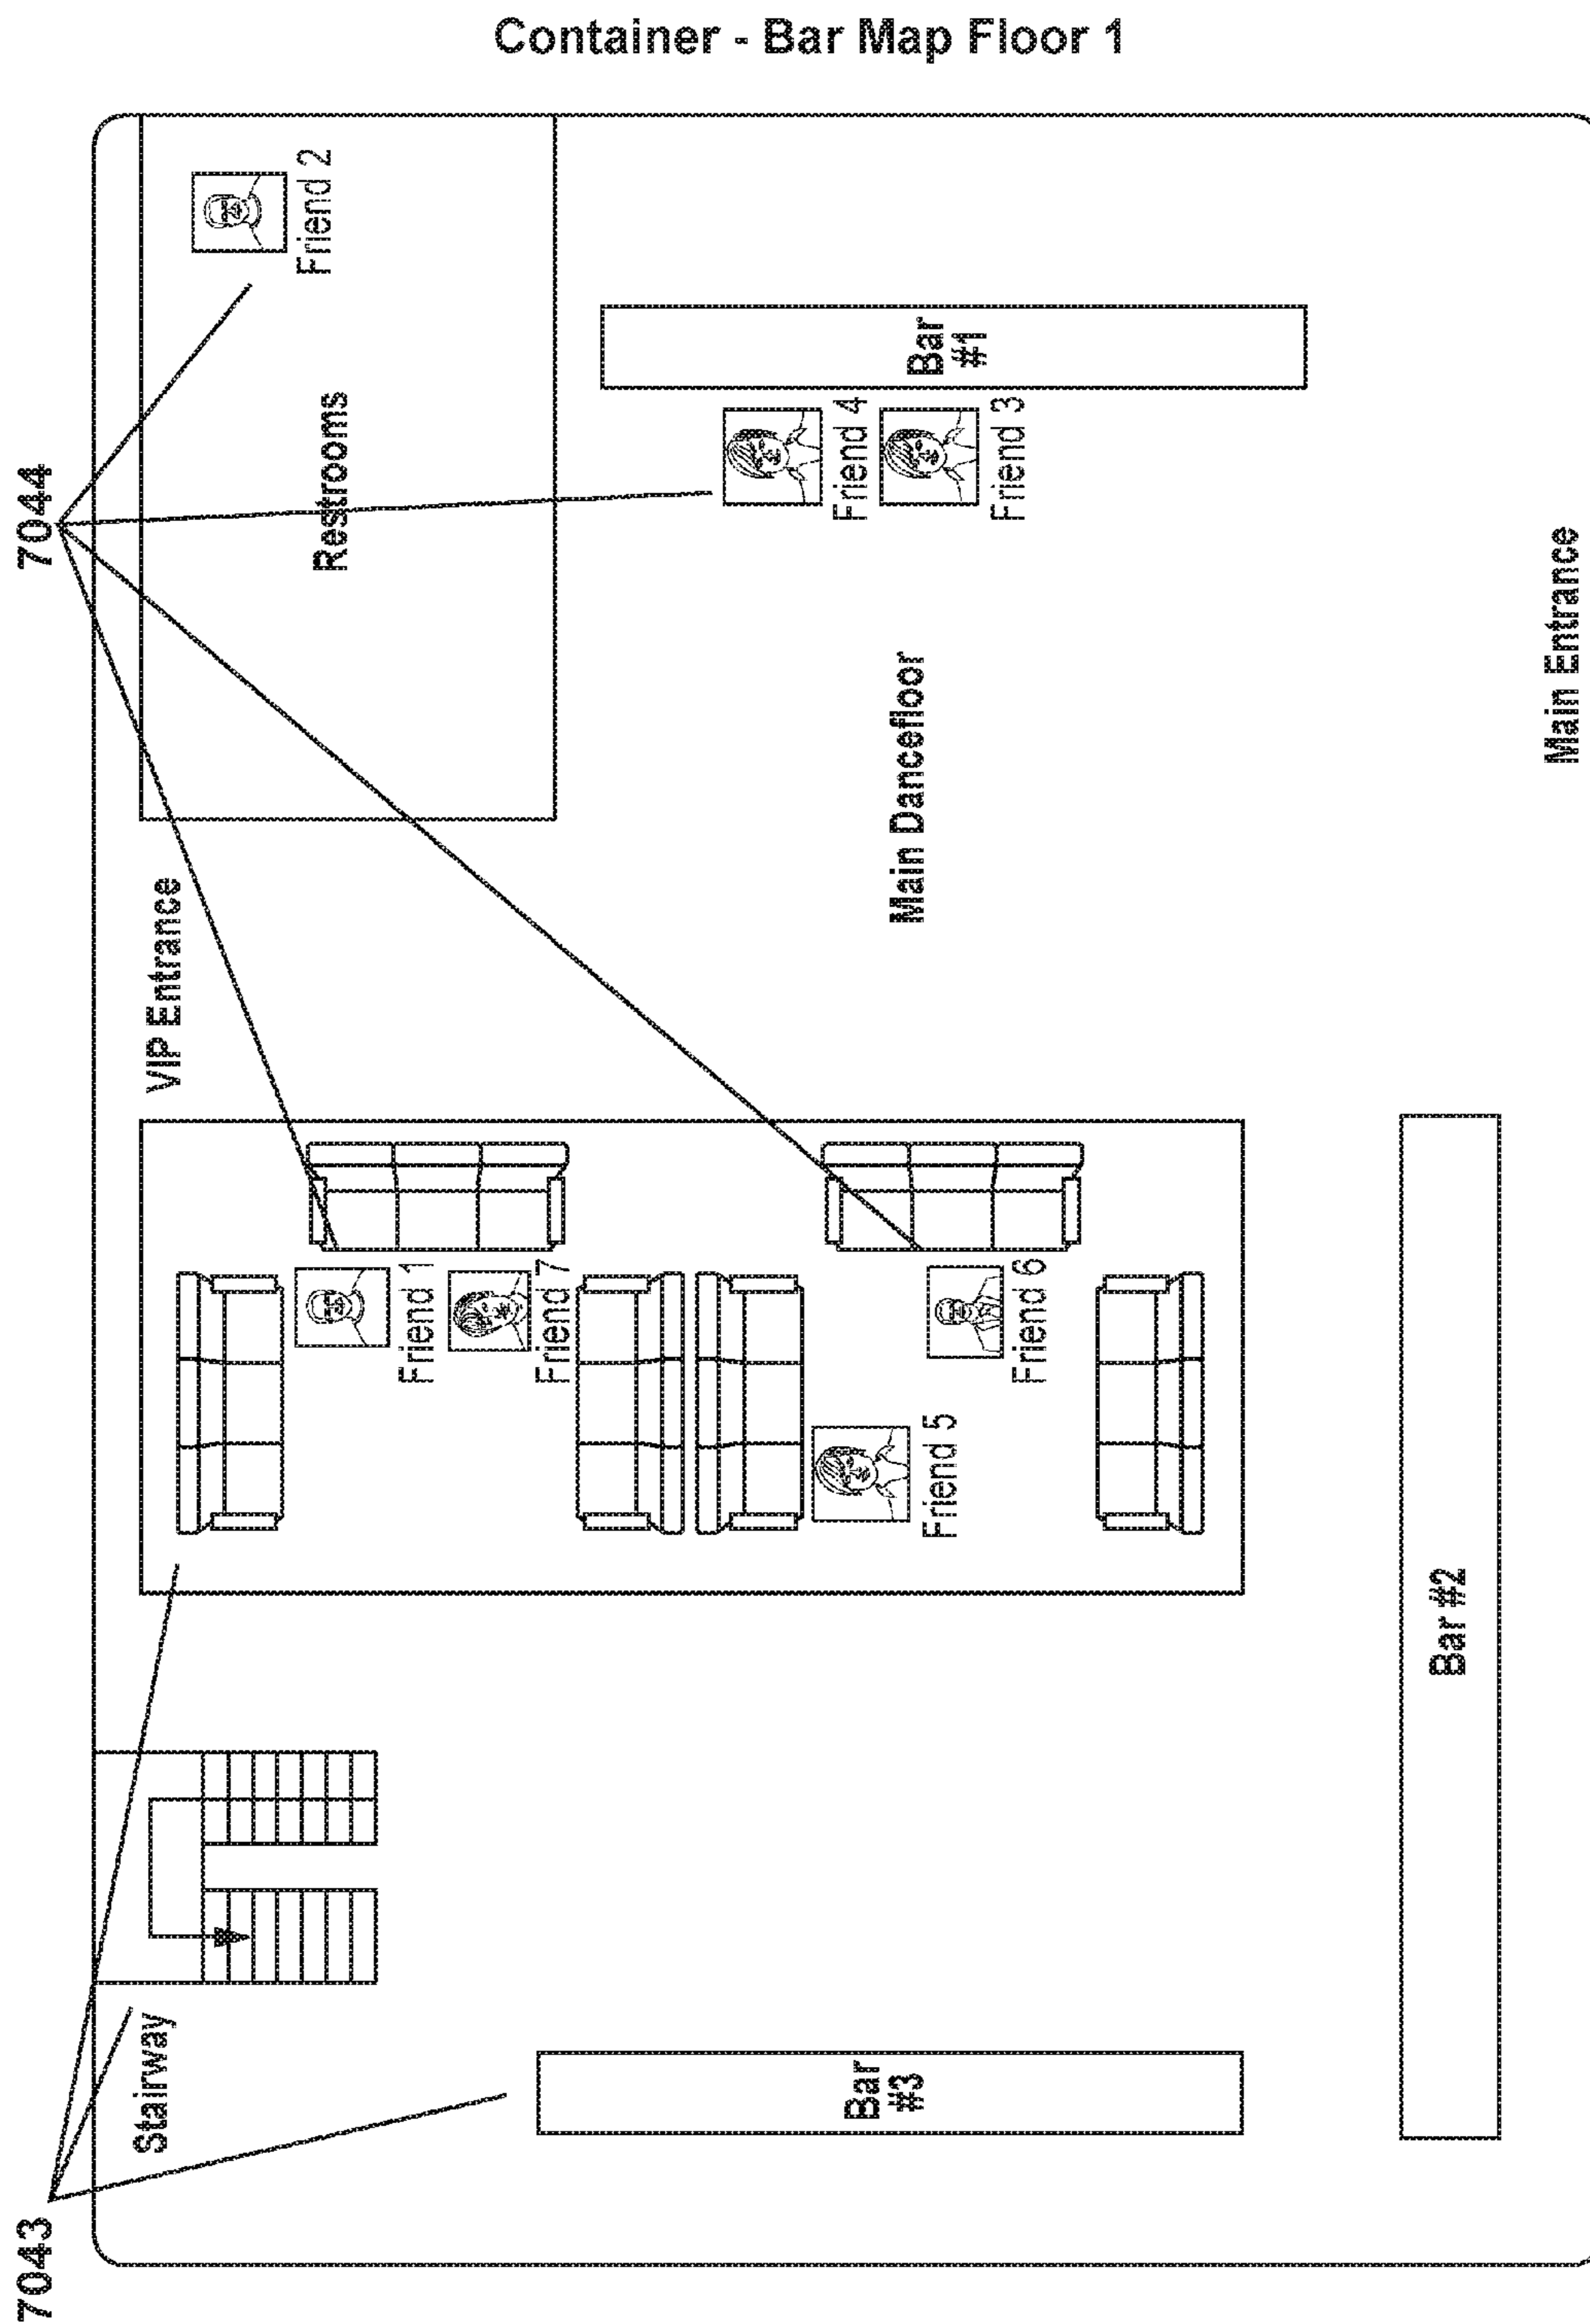 Container - Bar Map Floor 1
7044
7043
Friend 2
Restrooms
VIP Entrance
Stairway
Bar
#1
Friend 4
Friend 3
Main Dancefloor
Friend 1
Friend 7
Friend 6
Friend 5
Bar
#3
Bar #2
Main Entrance